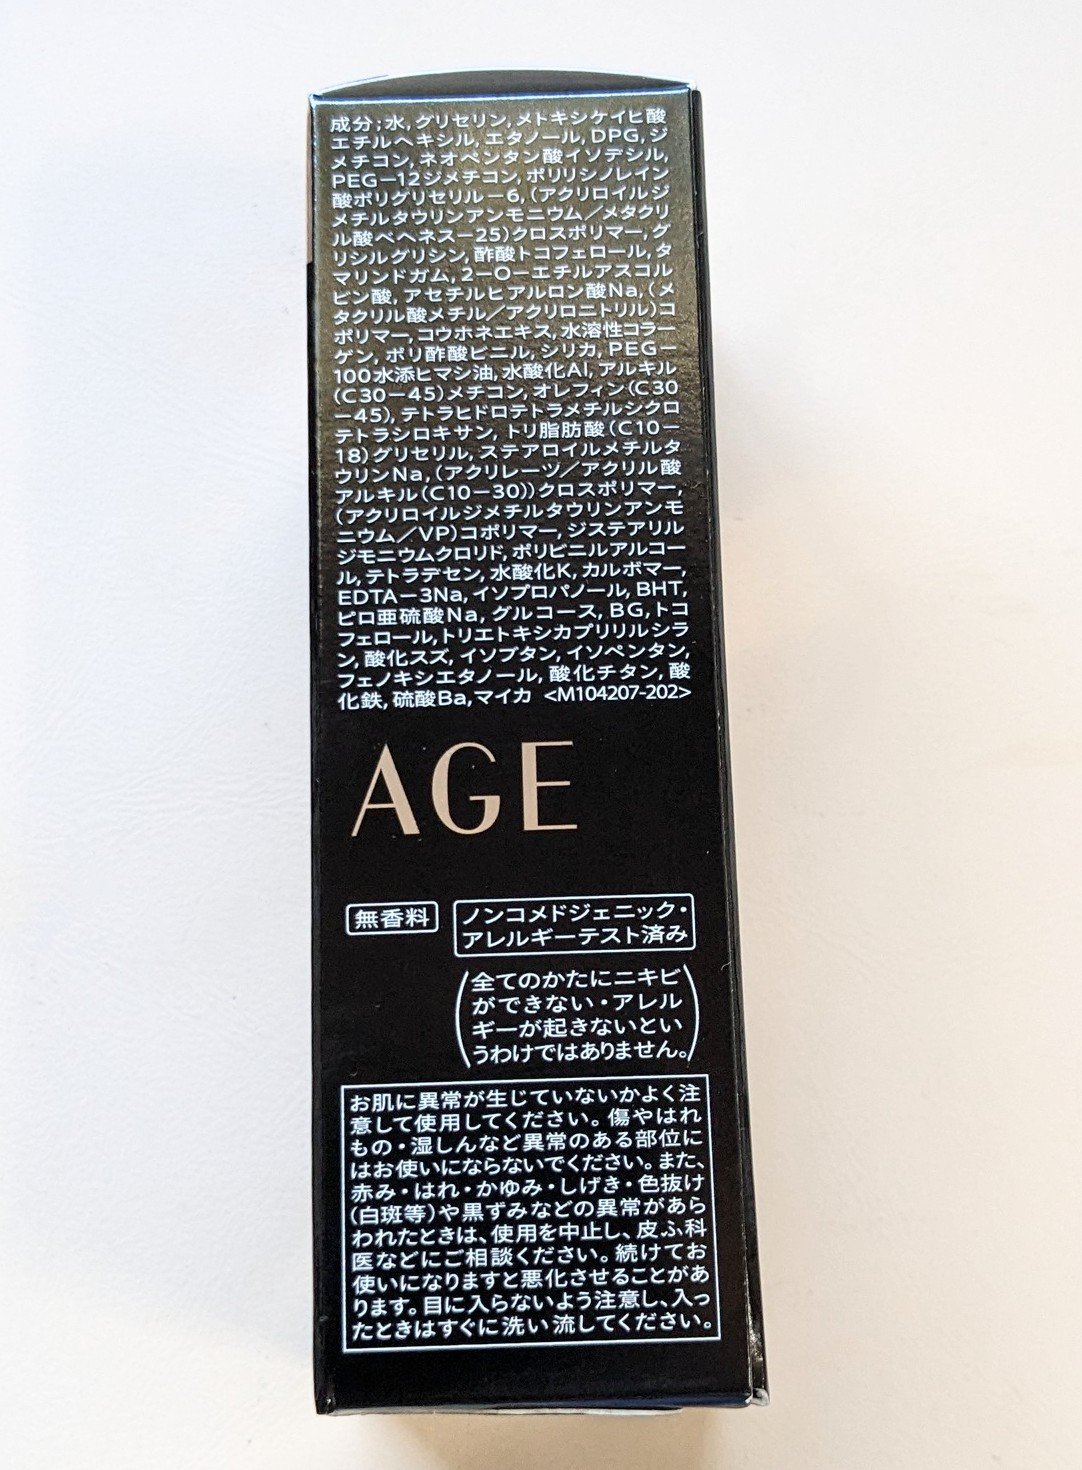 成分：水，グリセリン，メトキシケイヒ酸
エチルヘキシル，エタノール，DPG，ジ
メチコン，ネオペンタン酸イソデシル，
PEG－12ジメチコン，ポリリシノレイン
酸ポリグリセリル－6，（アクリロイルジ
メチルタウリンアンモニウム／メタクリ
ル酸ベヘネス－25）クロスポリマー，グ
リシルグリシン，酢酸トコフェロール，タ
マリンドガム，2－O－エチルアスコル
ビン酸，アセチルヒアルロン酸Na，（メ
タクリル酸メチル／アクリロニトリル）コ
ポリマー，コウホネエキス，水溶性コラー
ゲン，ポリ酢酸ビニル，シリカ，PEG－
100水添ヒマシ油，水酸化Al，アルキル
（C30－45）メチコン，オレフィン（C30
－45），テトラヒドロテトラメチルシクロ
テトラシロキサン，トリ脂肪酸（C10－
18）グリセリル，ステアロイルメチルタ
ウリンNa，（アクリレーツ／アクリル酸
アルキル（C10－30））クロスポリマー，
（アクリロイルジメチルタウリンアンモ
ニウム／VP）コポリマー，ジステアリル
ジモニウムクロリド，ポリビニルアルコー
ル，テトラデセン，水酸化K，カルボマー，
EDTA－3Na，イソプロパノール，BHT，
ピロ亜硫酸Na，グルコース，BG，トコ
フェロール，トリエトキシカプリリルシラ
ン，酸化スズ，イソブタン，イソペンタン，
フェノキシエタノール，酸化チタン，酸
化鉄，硫酸Ba，マイカ <M104207-202>
AGE
無香料
ノンコメドジェニック・
アレルギーテスト済み
（全てのかたにニキビ
ができない・アレル
ギーが起きないとい
うわけではありません。）
お肌に異常が生じていないかよく注
意して使用してください。傷やはれ
もの・湿しんなど異常のある部位に
はお使いにならないでください。また、
赤み・はれ・かゆみ・しげき・色抜け
（白斑等）や黒ずみなどの異常があら
われたときは、使用を中止し、皮ふ科
医などにご相談ください。続けてお
使いになりますと悪化させることがあ
ります。目に入らないよう注意し、入っ
たときはすぐに洗い流してください。